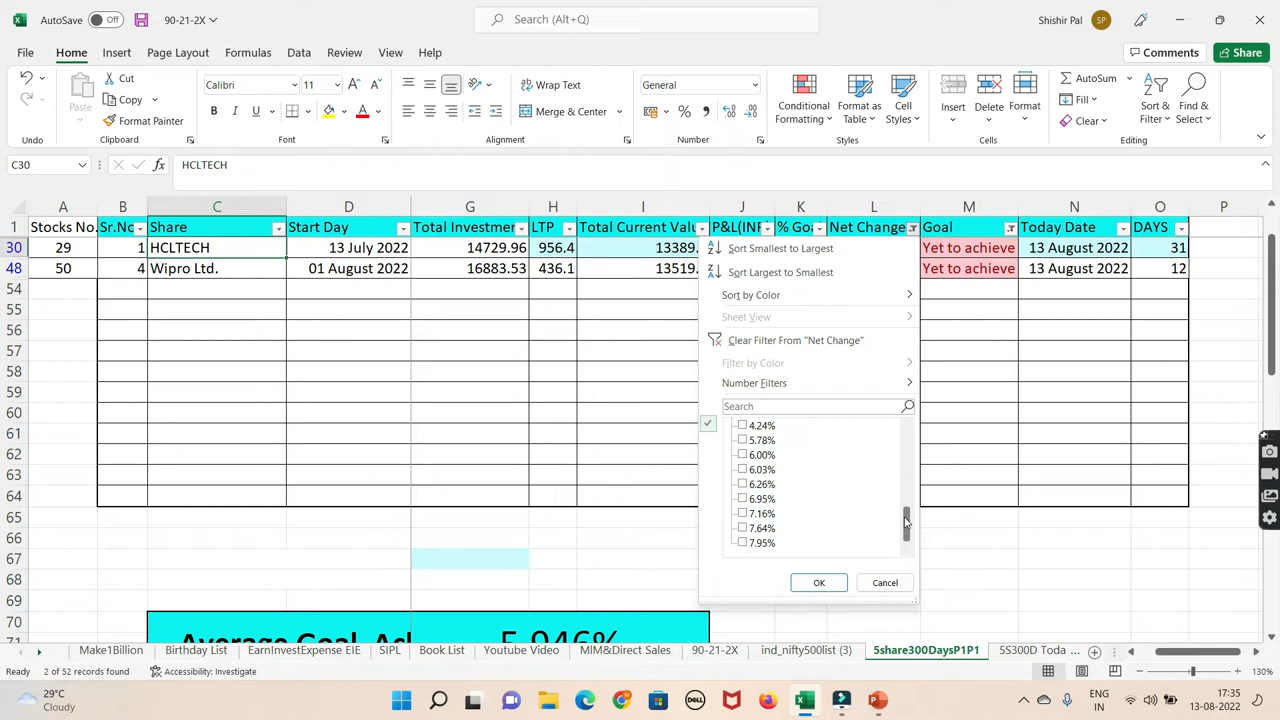 AutoSave Off 90-21-2X Search (Alt+Q) Shishir Pal SP
File Home Insert Page Layout Formulas Data Review View Help Comments Share
Cut Calibri 11 Wrap Text General AutoSum
Paste Copy Merge & Center Conditional Formatting Format as Table Cell Styles Insert Delete Format Fill Sort & Filter Find & Select
Format Painter Clear
Undo Clipboard Font Alignment Number Styles Cells Editing
C30 HCLTECH
A B C D G H I J K L M N O P
1 Stocks No. Sr.No Share Start Day Total Investment LTP Total Current Valu P&L(INR % Goa Net Change Goal Today Date DAYS
30 29 1 HCLTECH 13 July 2022 14729.96 956.4 13389. Yet to achieve 13 August 2022 31
48 50 4 Wipro Ltd. 01 August 2022 16883.53 436.1 13519. Yet to achieve 13 August 2022 12
54
55
56
57
58
59
60
61
62
63
64
65
66
67
68
69
70
71
Sort Smallest to Largest
Sort Largest to Smallest
Sort by Color
Sheet View
Clear Filter From "Net Change"
Filter by Color
Number Filters
Search
4.24%
5.78%
6.00%
6.03%
6.26%
6.95%
7.16%
7.64%
7.95%
OK Cancel
Make1Billion Birthday List EarnInvestExpense EIE SIPL Book List Youtube Video MIM&Direct Sales 90-21-2X ind_nifty500list (3) 5share300DaysP1P1 5S300D Toda ...
Ready 2 of 52 records found Accessibility: Investigate 130%
29°C
Cloudy
ENG
IN
17:35
13-08-2022